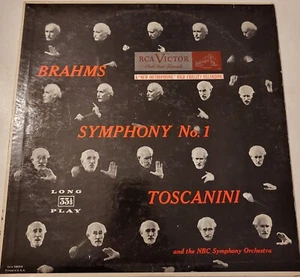 RCA VICTOR
A "NEW ORTHOPHONIC" HIGH FIDELITY RECORDING
BRAHMS
SYMPHONY No. 1
LONG
33⅓
PLAY
TOSCANINI
and the NBC Symphony Orchestra